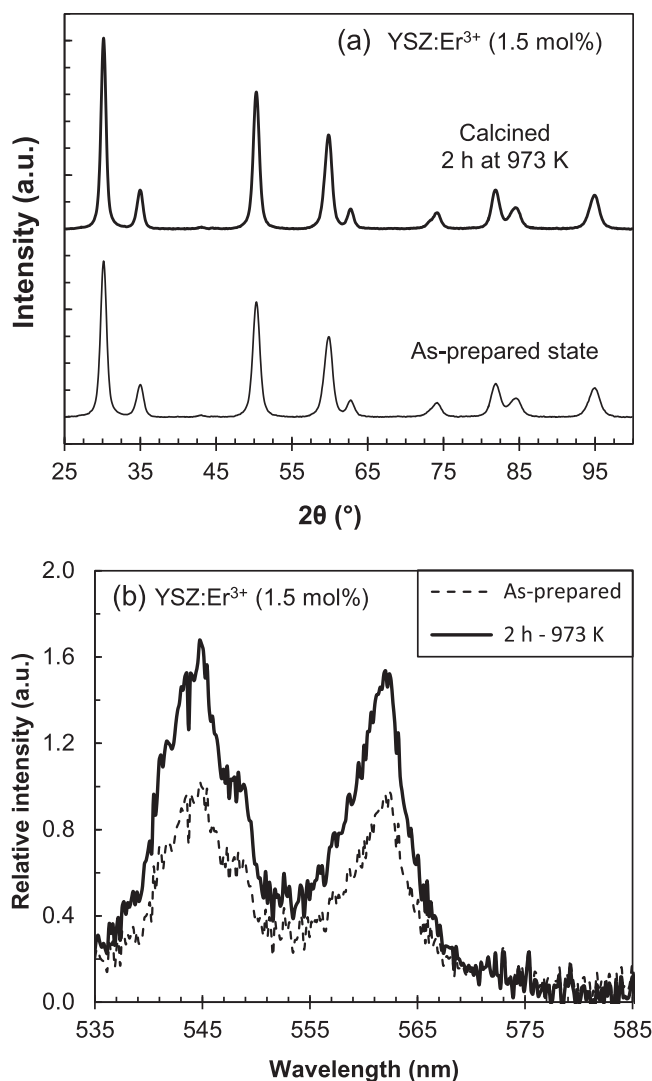 (a) YSZ:Er³⁺ (1.5 mol%)
Calcined
2 h at 973 K
As-prepared state
Intensity (a.u.)
25 35 45 55 65 75 85 95
2θ (°)
(b) YSZ:Er³⁺ (1.5 mol%)
As-prepared
2 h - 973 K
2.0
1.6
1.2
0.8
0.4
0.0
Relative intensity (a.u.)
535 545 555 565 575 585
Wavelength (nm)